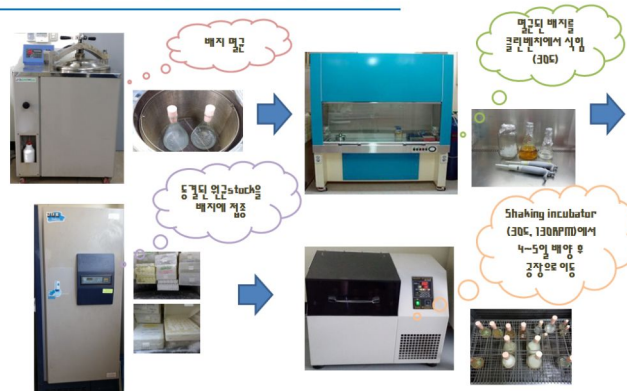 배지 멸균
멸균된 배지를
클린벤치에서 식힘
(30도)
동결된 원균stock을
배지에 접종
Shaking incubator
(30도, 130RPM)에서
4-5일 배양 후
공장으로 이동